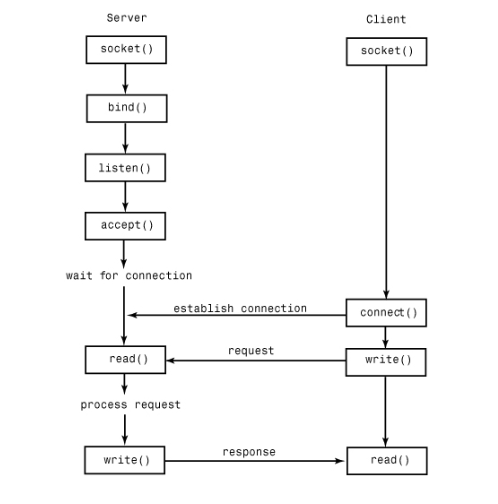 Server
Client
socket()
socket()
bind()
listen()
accept()
wait for connection
establish connection
connect()
read()
request
write()
process request
write()
response
read()